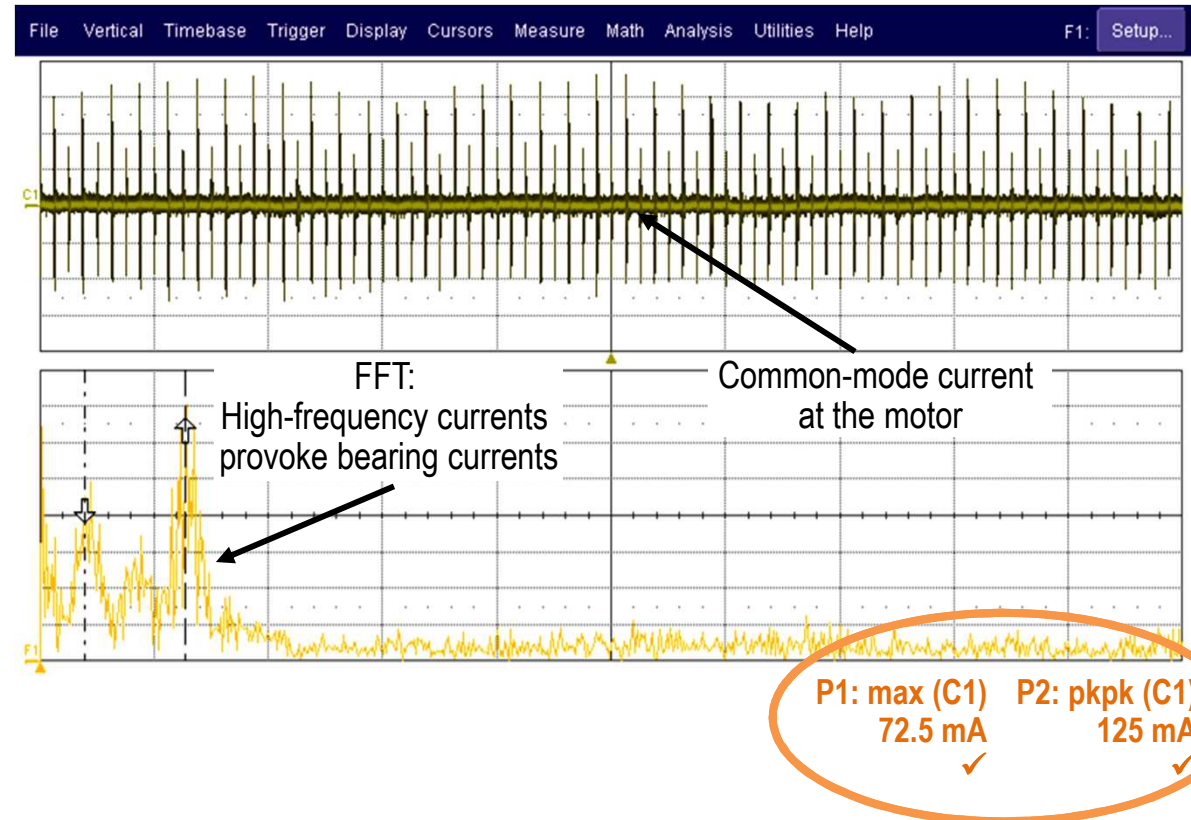 File Vertical Timebase Trigger Display Cursors Measure Math Analysis Utilities Help F1: Setup...
C1
FFT:
High-frequency currents
provoke bearing currents
Common-mode current
at the motor
F1
P1: max (C1) P2: pkpk (C1)
72.5 mA 125 mA
✓ ✓